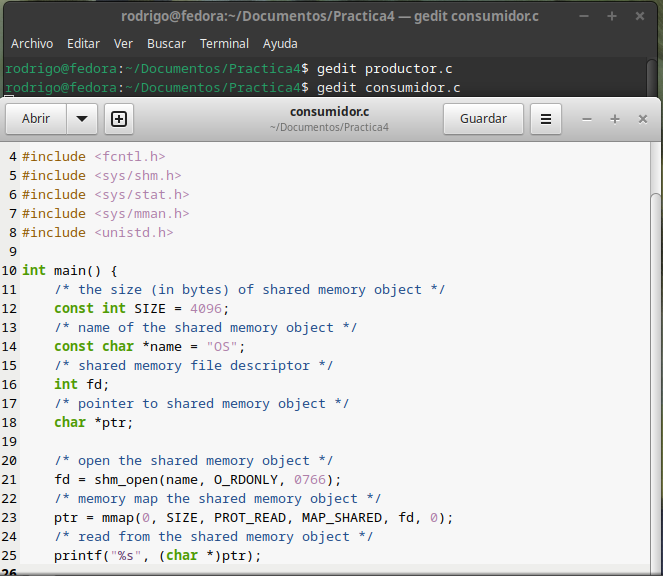 rodrigo@fedora:~/Documentos/Practica4 — gedit consumidor.c
Archivo Editar Ver Buscar Terminal Ayuda
rodrigo@fedora:~/Documentos/Practica4$ gedit productor.c
rodrigo@fedora:~/Documentos/Practica4$ gedit consumidor.c
Abrir
consumidor.c
~/Documentos/Practica4
Guardar
4 #include <fcntl.h>
5 #include <sys/shm.h>
6 #include <sys/stat.h>
7 #include <sys/mman.h>
8 #include <unistd.h>
9
10 int main() {
11     /* the size (in bytes) of shared memory object */
12     const int SIZE = 4096;
13     /* name of the shared memory object */
14     const char *name = "OS";
15     /* shared memory file descriptor */
16     int fd;
17     /* pointer to shared memory object */
18     char *ptr;
19
20     /* open the shared memory object */
21     fd = shm_open(name, O_RDONLY, 0766);
22     /* memory map the shared memory object */
23     ptr = mmap(0, SIZE, PROT_READ, MAP_SHARED, fd, 0);
24     /* read from the shared memory object */
25     printf("%s", (char *)ptr);
26